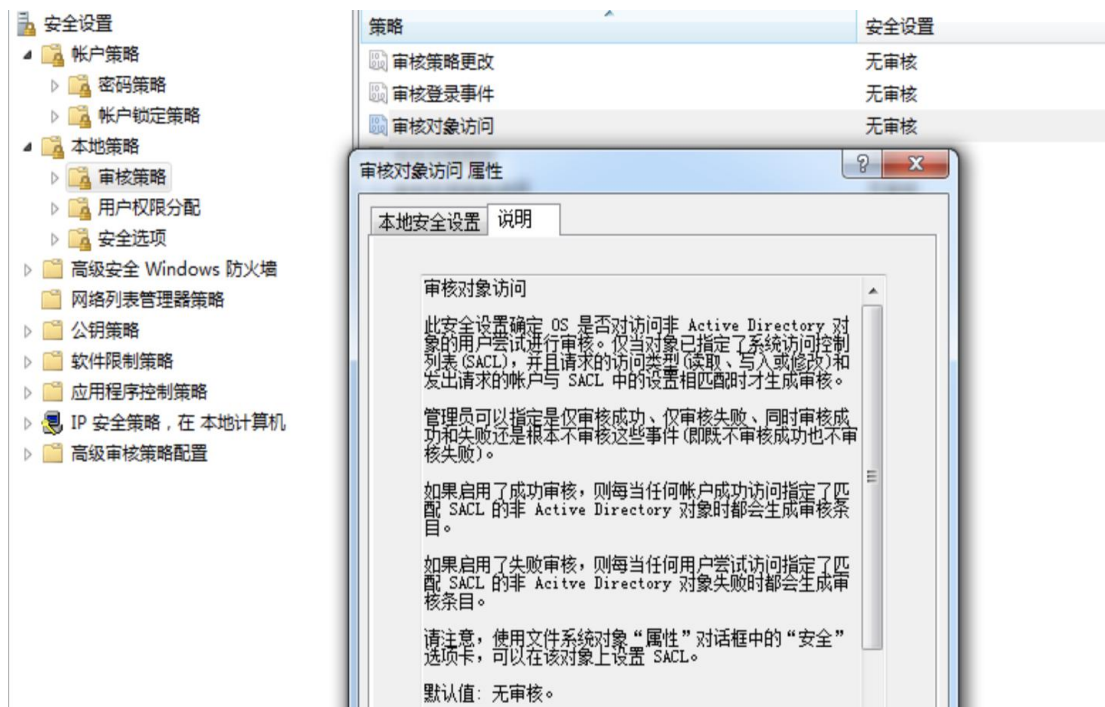 安全设置
帐户策略
密码策略
帐户锁定策略
本地策略
审核策略
用户权限分配
安全选项
高级安全 Windows 防火墙
网络列表管理器策略
公钥策略
软件限制策略
应用程序控制策略
IP 安全策略，在 本地计算机
高级审核策略配置
策略 安全设置
审核策略更改 无审核
审核登录事件 无审核
审核对象访问 无审核
审核对象访问 属性
本地安全设置 说明
审核对象访问
此安全设置确定 OS 是否对访问非 Active Directory 对
象的用户尝试进行审核。仅当对象已指定了系统访问控制
列表(SACL)，并且请求的访问类型(读取、写入或修改)和
发出请求的帐户与 SACL 中的设置相匹配时才生成审核。
管理员可以指定是仅审核成功、仅审核失败、同时审核成
功和失败还是根本不审核这些事件(即既不审核成功也不审
核失败)。
如果启用了成功审核，则每当任何帐户成功访问指定了匹
配 SACL 的非 Active Directory 对象时都会生成审核条
目。
如果启用了失败审核，则每当任何用户尝试访问指定了匹
配 SACL 的非 Acitve Directory 对象失败时都会生成审
核条目。
请注意，使用文件系统对象“属性”对话框中的“安全”
选项卡，可以在该对象上设置 SACL。
默认值: 无审核。